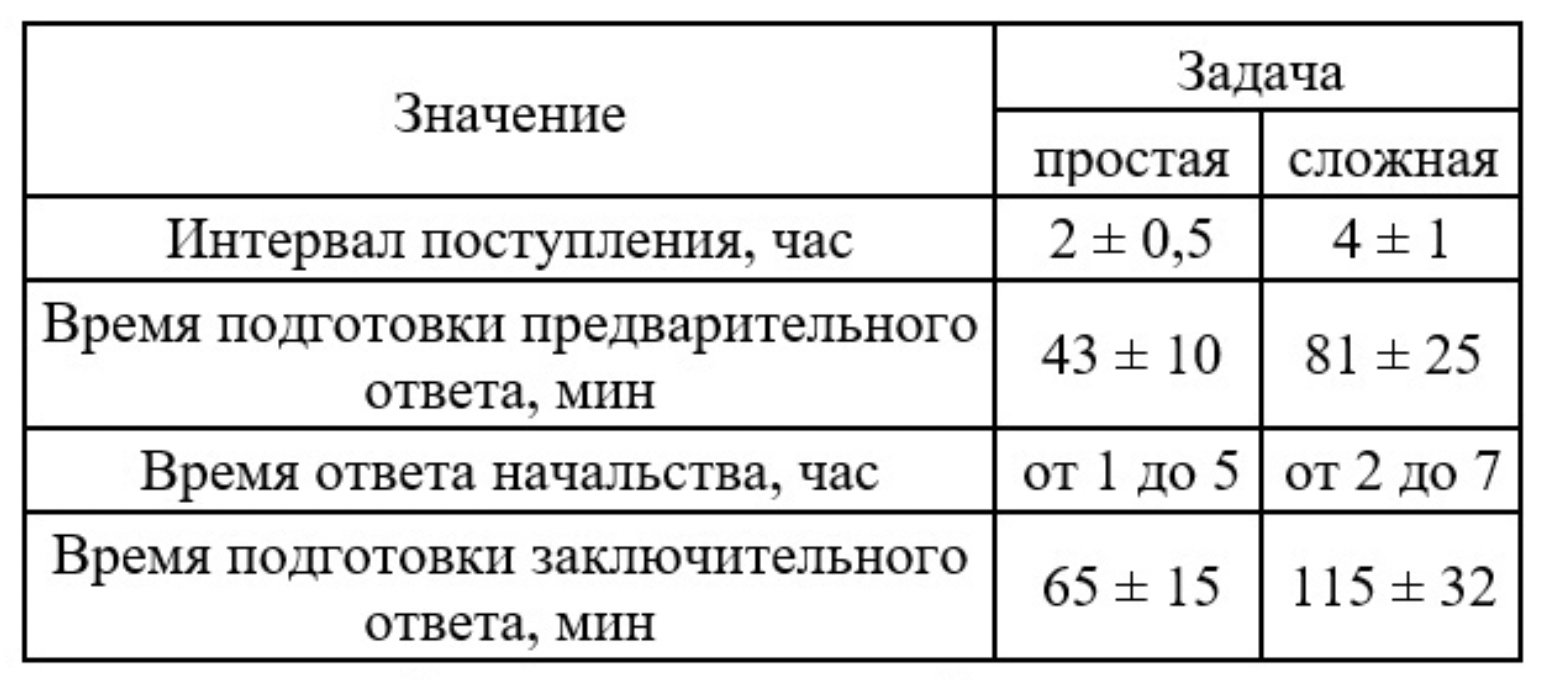 Значение
Задача
простая
сложная
Интервал поступления, час
2 ± 0,5
4 ± 1
Время подготовки предварительного
ответа, мин
43 ± 10
81 ± 25
Время ответа начальства, час
от 1 до 5
от 2 до 7
Время подготовки заключительного
ответа, мин
65 ± 15
115 ± 32